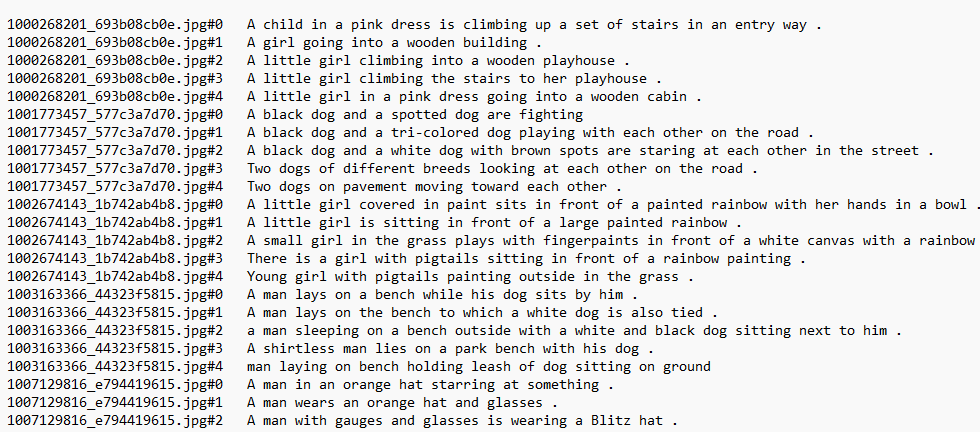 1000268201_693b08cb0e.jpg#0 A child in a pink dress is climbing up a set of stairs in an entry way .
1000268201_693b08cb0e.jpg#1 A girl going into a wooden building .
1000268201_693b08cb0e.jpg#2 A little girl climbing into a wooden playhouse .
1000268201_693b08cb0e.jpg#3 A little girl climbing the stairs to her playhouse .
1000268201_693b08cb0e.jpg#4 A little girl in a pink dress going into a wooden cabin .
1001773457_577c3a7d70.jpg#0 A black dog and a spotted dog are fighting
1001773457_577c3a7d70.jpg#1 A black dog and a tri-colored dog playing with each other on the road .
1001773457_577c3a7d70.jpg#2 A black dog and a white dog with brown spots are staring at each other in the street .
1001773457_577c3a7d70.jpg#3 Two dogs of different breeds looking at each other on the road .
1001773457_577c3a7d70.jpg#4 Two dogs on pavement moving toward each other .
1002674143_1b742ab4b8.jpg#0 A little girl covered in paint sits in front of a painted rainbow with her hands in a bowl .
1002674143_1b742ab4b8.jpg#1 A little girl is sitting in front of a large painted rainbow .
1002674143_1b742ab4b8.jpg#2 A small girl in the grass plays with fingerpaints in front of a white canvas with a rainbow
1002674143_1b742ab4b8.jpg#3 There is a girl with pigtails sitting in front of a rainbow painting .
1002674143_1b742ab4b8.jpg#4 Young girl with pigtails painting outside in the grass .
1003163366_44323f5815.jpg#0 A man lays on a bench while his dog sits by him .
1003163366_44323f5815.jpg#1 A man lays on the bench to which a white dog is also tied .
1003163366_44323f5815.jpg#2 a man sleeping on a bench outside with a white and black dog sitting next to him .
1003163366_44323f5815.jpg#3 A shirtless man lies on a park bench with his dog .
1003163366_44323f5815.jpg#4 man laying on bench holding leash of dog sitting on ground
1007129816_e794419615.jpg#0 A man in an orange hat starring at something .
1007129816_e794419615.jpg#1 A man wears an orange hat and glasses .
1007129816_e794419615.jpg#2 A man with gauges and glasses is wearing a Blitz hat .